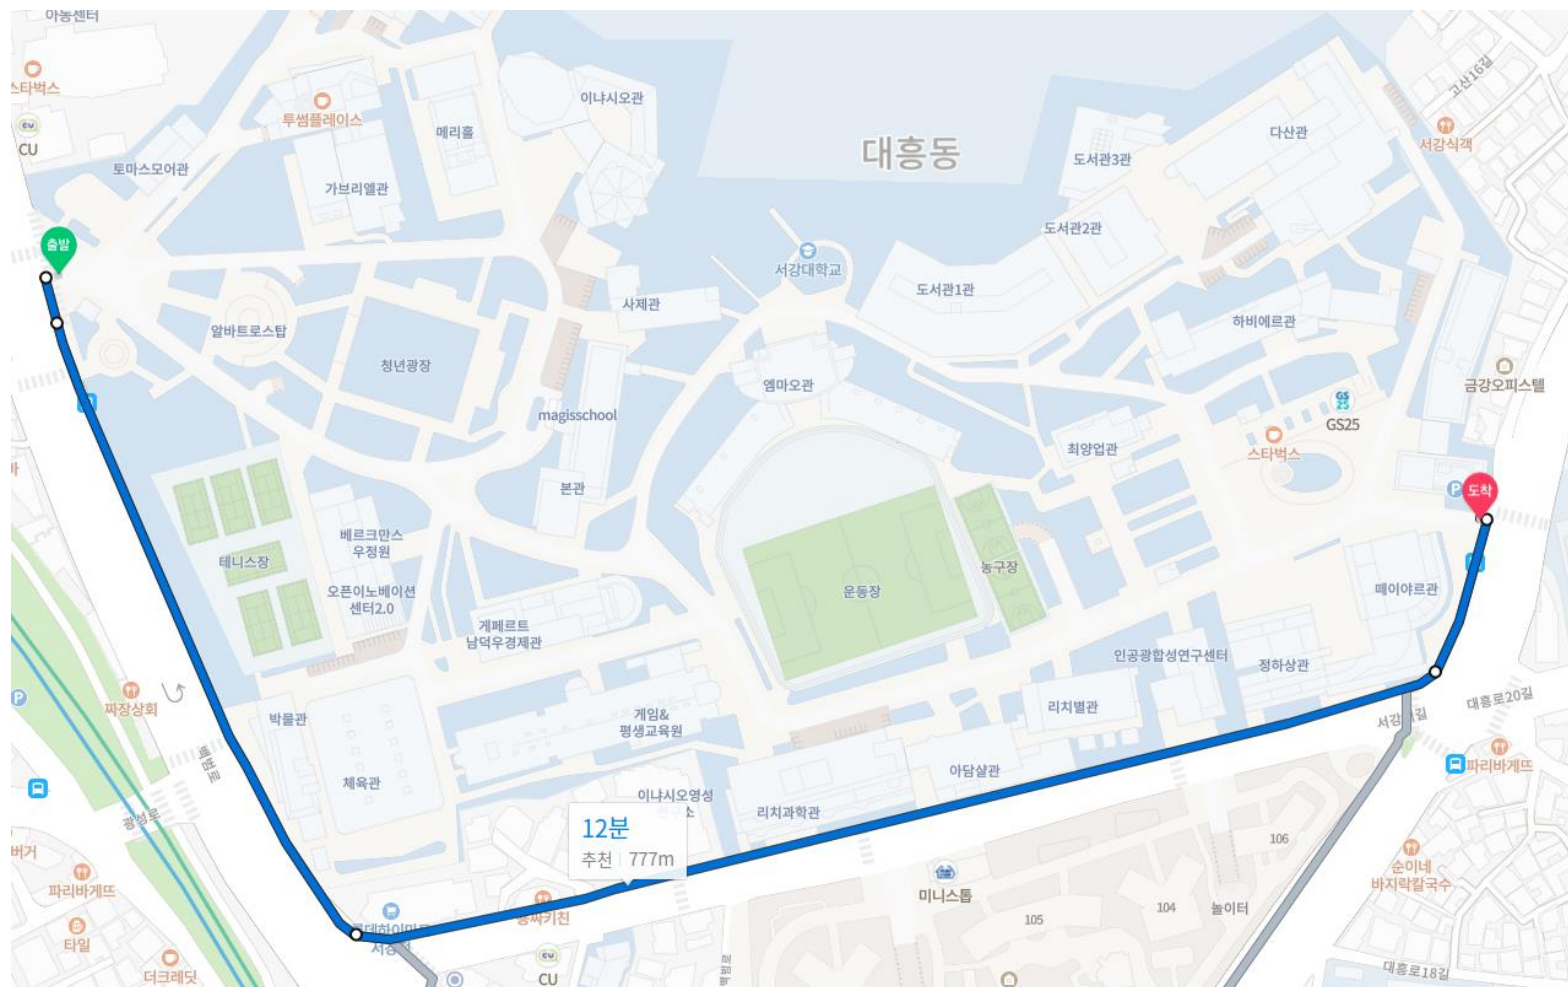 아동센터
스타벅스
CU
CU
투썸플레이스
토마스모어관
가브리엘관
메리홀
이냐시오관
대흥동
도서관3관
다산관
고산16길
서강식객
출발
알바트로스탑
청년광장
사제관
서강대학교
도서관2관
도서관1관
하비에르관
엠마오관
magisschool
본관
GS
25
GS25
금강오피스텔
최양업관
스타벅스
P
도착
테니스장
베르크만스
우정원
오픈이노베이션
센터2.0
게페르트
남덕우경제관
운동장
농구장
떼이야르관
인공광합성연구센터
정하상관
P
짜장상회
백범로
박물관
게임&
평생교육원
리치별관
대흥로20길
파리바게뜨
체육관
아담샬관
이냐시오영성
리치과학관
12분
추천 777m
광성로
버거
파리바게뜨
타일
더크레딧
CU
CU
백범로
미니스톱
106
105
104
놀이터
순이네
바지락칼국수
대흥로18길